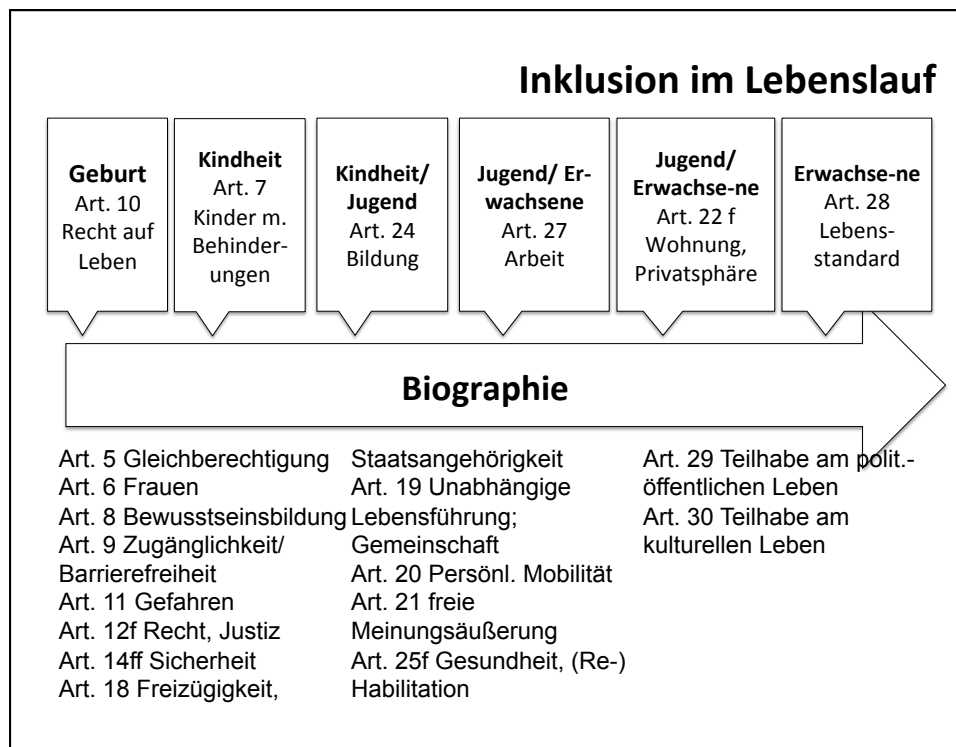 Inklusion im Lebenslauf
Geburt
Art. 10
Recht auf
Leben
Kindheit
Art. 7
Kinder m.
Behinder-
ungen
Kindheit/
Jugend
Art. 24
Bildung
Jugend/ Er-
wachsene
Art. 27
Arbeit
Jugend/
Erwachse-ne
Art. 22 f
Wohnung,
Privatsphäre
Erwachse-ne
Art. 28
Lebens-
standard
Biographie
Art. 5 Gleichberechtigung
Art. 6 Frauen
Art. 8 Bewusstseinsbildung
Art. 9 Zugänglichkeit/
Barrierefreiheit
Art. 11 Gefahren
Art. 12f Recht, Justiz
Art. 14ff Sicherheit
Art. 18 Freizügigkeit,
Staatsangehörigkeit
Art. 19 Unabhängige
Lebensführung;
Gemeinschaft
Art. 20 Persönl. Mobilität
Art. 21 freie
Meinungsäußerung
Art. 25f Gesundheit, (Re-)
Habilitation
Art. 29 Teilhabe am polit.-
öffentlichen Leben
Art. 30 Teilhabe am
kulturellen Leben